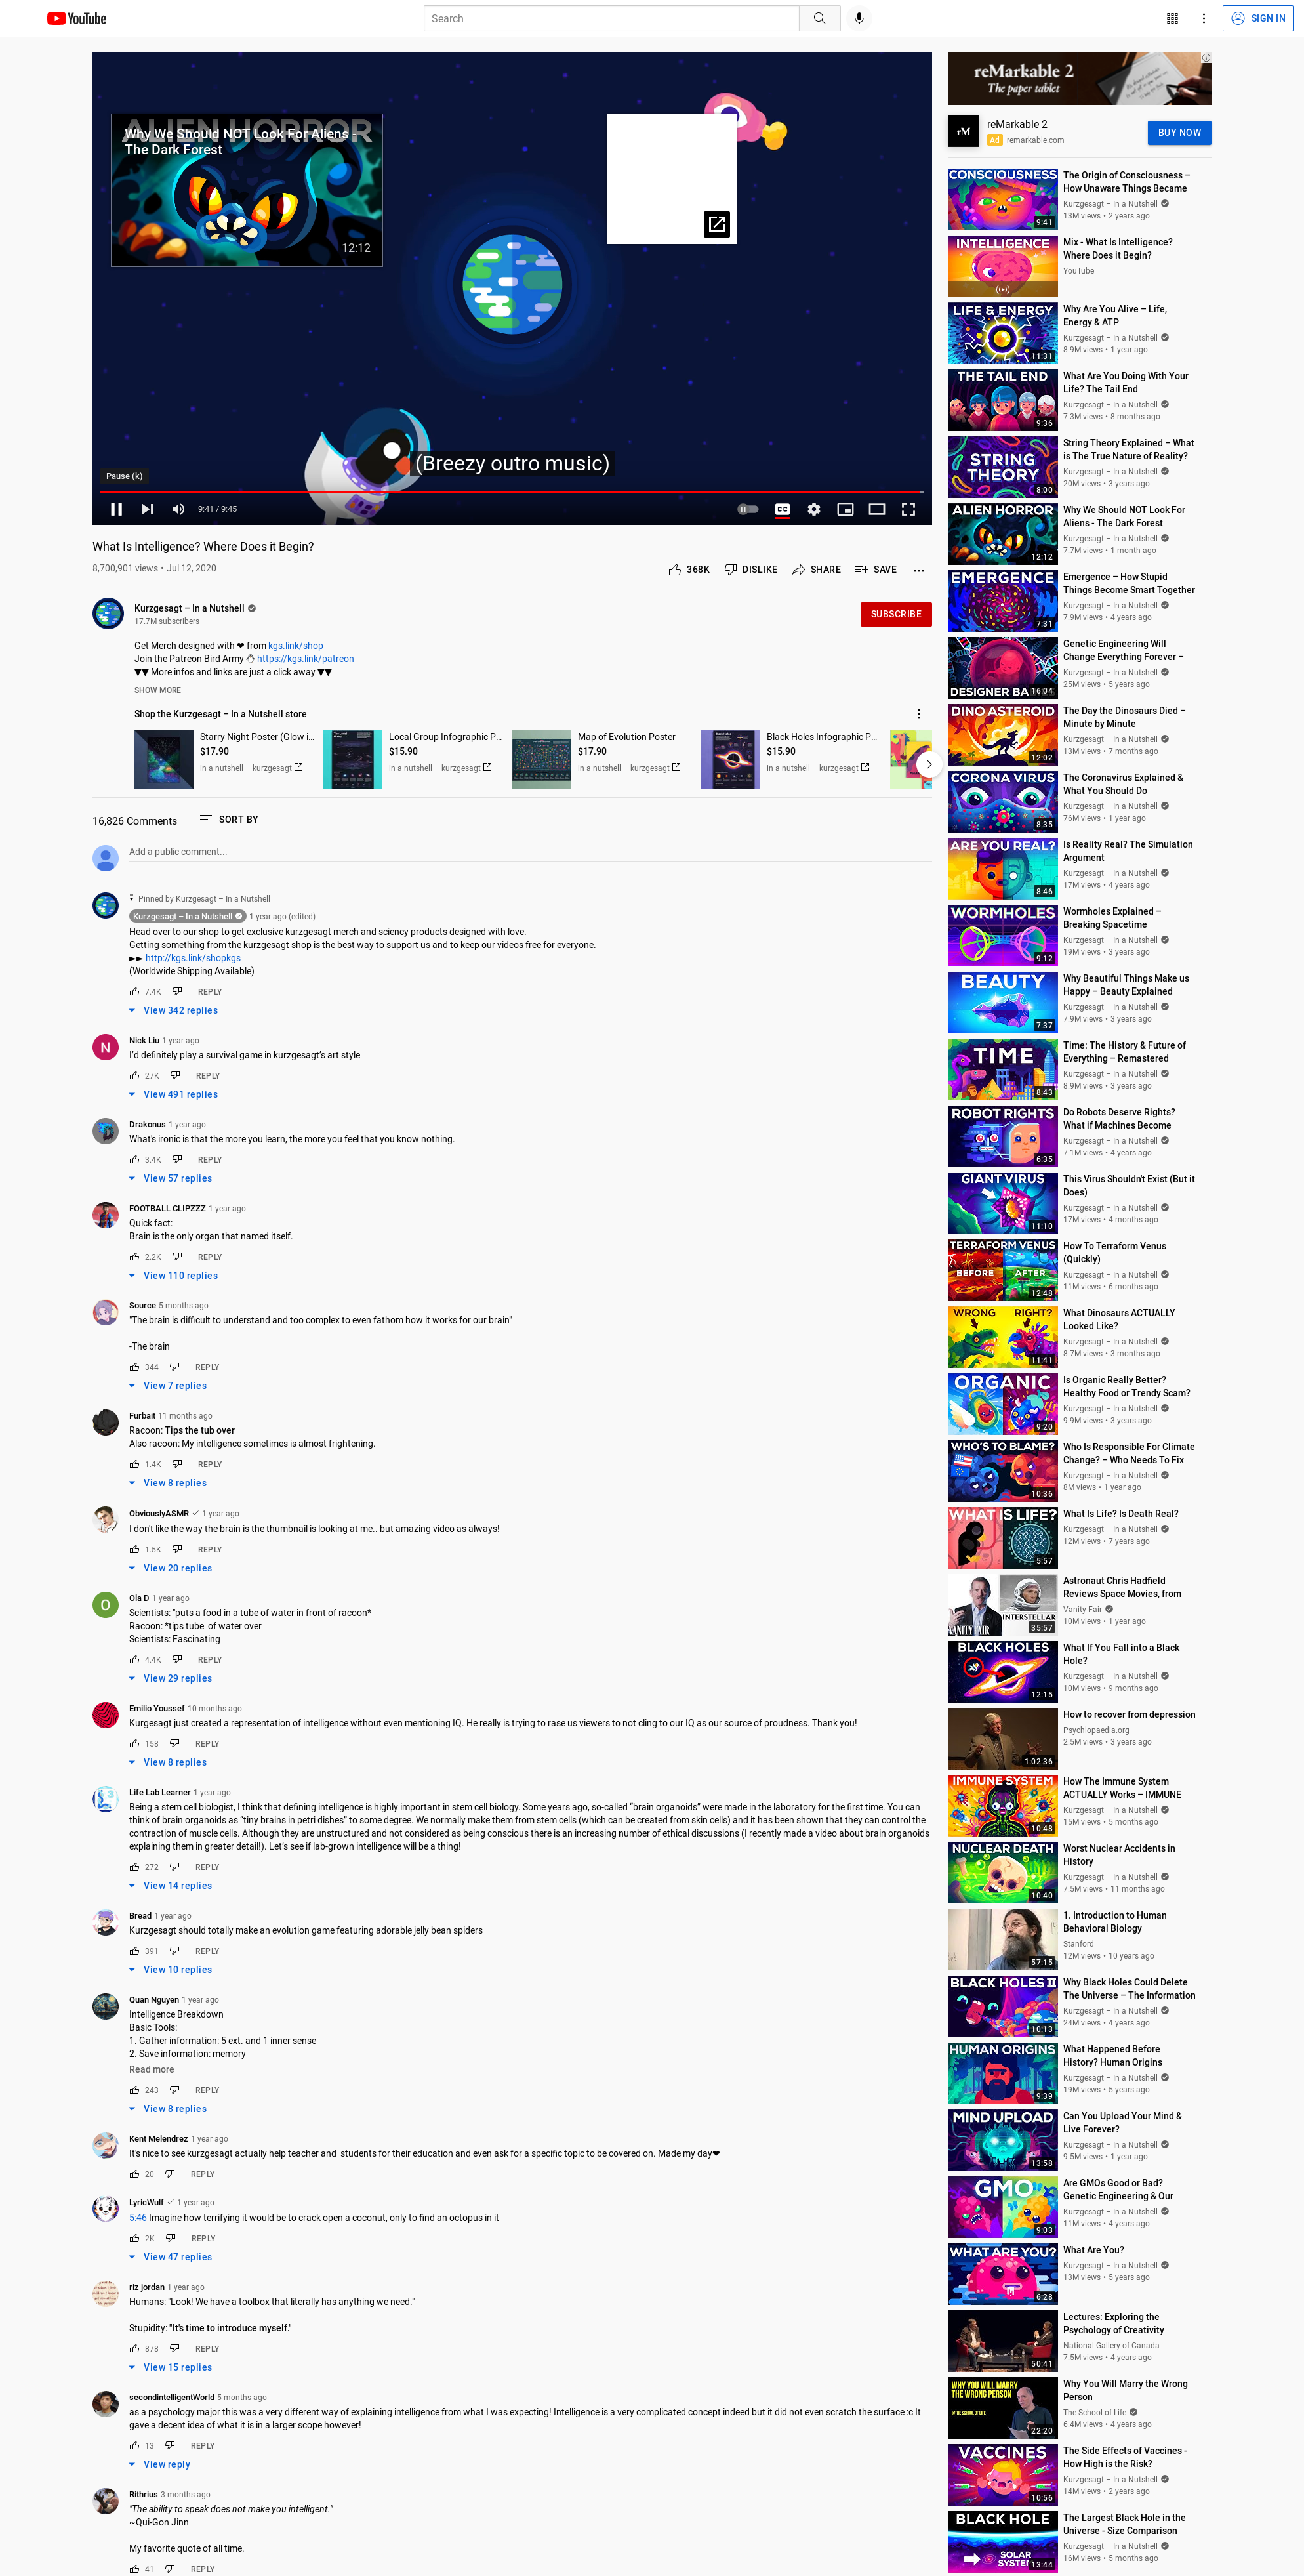 YouTube
Search
SIGN IN
ALIEN HORROR
Why We Should NOT Look For Aliens -
The Dark Forest
12:12
(Breezy outro music)
Pause (k)
9:41 / 9:45
CC
What Is Intelligence? Where Does it Begin?
8,700,901 views • Jul 12, 2020
368K
DISLIKE
SHARE
SAVE
Kurzgesagt – In a Nutshell
17.7M subscribers
SUBSCRIBE
Get Merch designed with ❤ from kgs.link/shop
Join the Patreon Bird Army https://kgs.link/patreon
▼▼ More infos and links are just a click away ▼▼
SHOW MORE
Shop the Kurzgesagt – In a Nutshell store
Starry Night Poster (Glow i...
$17.90
in a nutshell – kurzgesagt
Local Group Infographic P...
$15.90
in a nutshell – kurzgesagt
Map of Evolution Poster
$17.90
in a nutshell – kurzgesagt
Black Holes Infographic P...
$15.90
in a nutshell – kurzgesagt
16,826 Comments
SORT BY
Add a public comment...
Pinned by Kurzgesagt – In a Nutshell
Kurzgesagt – In a Nutshell 1 year ago (edited)
Head over to our shop to get exclusive kurzgesagt merch and sciency products designed with love.
Getting something from the kurzgesagt shop is the best way to support us and to keep our videos free for everyone.
►► http://kgs.link/shopkgs
(Worldwide Shipping Available)
7.4K REPLY
View 342 replies
N
Nick Liu 1 year ago
I'd definitely play a survival game in kurzgesagt's art style
27K REPLY
View 491 replies
Drakonus 1 year ago
What's ironic is that the more you learn, the more you feel that you know nothing.
3.4K REPLY
View 57 replies
FOOTBALL CLIPZZZ 1 year ago
Quick fact:
Brain is the only organ that named itself.
2.2K REPLY
View 110 replies
Source 5 months ago
"The brain is difficult to understand and too complex to even fathom how it works for our brain"
-The brain
344 REPLY
View 7 replies
Furbait 11 months ago
Racoon: Tips the tub over
Also racoon: My intelligence sometimes is almost frightening.
1.4K REPLY
View 8 replies
ObviouslyASMR 1 year ago
I don't like the way the brain is the thumbnail is looking at me.. but amazing video as always!
1.5K REPLY
View 20 replies
O
Ola D 1 year ago
Scientists: "puts a food in a tube of water in front of racoon*
Racoon: *tips tube of water over
Scientists: Fascinating
4.4K REPLY
View 29 replies
Emilio Youssef 10 months ago
Kurgesagt just created a representation of intelligence without even mentioning IQ. He really is trying to rase us viewers to not cling to our IQ as our source of proudness. Thank you!
158 REPLY
View 8 replies
Life Lab Learner 1 year ago
Being a stem cell biologist, I think that defining intelligence is highly important in stem cell biology. Some years ago, so-called "brain organoids" were made in the laboratory for the first time. You can
think of brain organoids as "tiny brains in petri dishes" to some degree. We normally make them from stem cells (which can be created from skin cells) and it has been shown that they can control the
contraction of muscle cells. Although they are unstructured and not considered as being conscious there is an increasing number of ethical discussions (I recently made a video about brain organoids
explaining them in greater detail!). Let's see if lab-grown intelligence will be a thing!
272 REPLY
View 14 replies
Bread 1 year ago
Kurzgesagt should totally make an evolution game featuring adorable jelly bean spiders
391 REPLY
View 10 replies
Quan Nguyen 1 year ago
Intelligence Breakdown
Basic Tools:
1. Gather information: 5 ext. and 1 inner sense
2. Save information: memory
Read more
243 REPLY
View 8 replies
Kent Melendrez 1 year ago
It's nice to see kurzgesagt actually help teacher and students for their education and even ask for a specific topic to be covered on. Made my day❤
20 REPLY
LyricWulf 1 year ago
5:46 Imagine how terrifying it would be to crack open a coconut, only to find an octopus in it
2K REPLY
View 47 replies
riz jordan 1 year ago
Humans: "Look! We have a toolbox that literally has anything we need."
Stupidity: "It's time to introduce myself."
878 REPLY
View 15 replies
secondintelligentWorld 5 months ago
as a psychology major this was a very different way of explaining intelligence from what I was expecting! Intelligence is a very complicated concept indeed but it did not even scratch the surface :c It
gave a decent idea of what it is in a larger scope however!
13 REPLY
View reply
Rithrius 3 months ago
"The ability to speak does not make you intelligent."
~Qui-Gon Jinn
My favorite quote of all time.
41 REPLY
reMarkable 2
The paper tablet
rM
reMarkable 2
Ad remarkable.com
BUY NOW
CONSCIOUSNESS
9:41
The Origin of Consciousness –
How Unaware Things Became
Kurzgesagt – In a Nutshell
13M views • 2 years ago
INTELLIGENCE
Mix - What Is Intelligence?
Where Does it Begin?
YouTube
LIFE & ENERGY
11:31
Why Are You Alive – Life,
Energy & ATP
Kurzgesagt – In a Nutshell
8.9M views • 1 year ago
THE TAIL END
9:36
What Are You Doing With Your
Life? The Tail End
Kurzgesagt – In a Nutshell
7.3M views • 8 months ago
STRING
THEORY
8:00
String Theory Explained – What
is The True Nature of Reality?
Kurzgesagt – In a Nutshell
20M views • 3 years ago
ALIEN HORROR
12:12
Why We Should NOT Look For
Aliens - The Dark Forest
Kurzgesagt – In a Nutshell
7.7M views • 1 month ago
EMERGENCE
7:31
Emergence – How Stupid
Things Become Smart Together
Kurzgesagt – In a Nutshell
7.9M views • 4 years ago
DESIGNER BA
16:04
Genetic Engineering Will
Change Everything Forever –
Kurzgesagt – In a Nutshell
25M views • 5 years ago
DINO ASTEROID
12:02
The Day the Dinosaurs Died –
Minute by Minute
Kurzgesagt – In a Nutshell
13M views • 7 months ago
CORONA VIRUS
8:35
The Coronavirus Explained &
What You Should Do
Kurzgesagt – In a Nutshell
76M views • 1 year ago
ARE YOU REAL?
8:46
Is Reality Real? The Simulation
Argument
Kurzgesagt – In a Nutshell
17M views • 4 years ago
WORMHOLES
9:12
Wormholes Explained –
Breaking Spacetime
Kurzgesagt – In a Nutshell
19M views • 3 years ago
BEAUTY
7:37
Why Beautiful Things Make us
Happy – Beauty Explained
Kurzgesagt – In a Nutshell
7.9M views • 3 years ago
TIME
8:43
Time: The History & Future of
Everything – Remastered
Kurzgesagt – In a Nutshell
8.9M views • 3 years ago
ROBOT RIGHTS
6:35
Do Robots Deserve Rights?
What if Machines Become
Kurzgesagt – In a Nutshell
7.1M views • 4 years ago
GIANT VIRUS
11:10
This Virus Shouldn't Exist (But it
Does)
Kurzgesagt – In a Nutshell
17M views • 4 months ago
TERRAFORM VENUS
BEFORE
AFTER
12:48
How To Terraform Venus
(Quickly)
Kurzgesagt – In a Nutshell
11M views • 6 months ago
WRONG
RIGHT?
11:41
What Dinosaurs ACTUALLY
Looked Like?
Kurzgesagt – In a Nutshell
8.7M views • 3 months ago
ORGANIC
9:20
Is Organic Really Better?
Healthy Food or Trendy Scam?
Kurzgesagt – In a Nutshell
9.9M views • 3 years ago
WHO'S TO BLAME?
10:36
Who Is Responsible For Climate
Change? – Who Needs To Fix
Kurzgesagt – In a Nutshell
8M views • 1 year ago
WHAT IS LIFE?
5:57
What Is Life? Is Death Real?
Kurzgesagt – In a Nutshell
12M views • 7 years ago
VANITY FAIR
INTERSTELLAR
35:57
Astronaut Chris Hadfield
Reviews Space Movies, from
Vanity Fair
10M views • 1 year ago
BLACK HOLES
12:15
What If You Fall into a Black
Hole?
Kurzgesagt – In a Nutshell
10M views • 9 months ago
1:02:36
How to recover from depression
Psychlopaedia.org
2.5M views • 3 years ago
IMMUNE SYSTEM
10:48
How The Immune System
ACTUALLY Works – IMMUNE
Kurzgesagt – In a Nutshell
15M views • 5 months ago
NUCLEAR DEATH
10:40
Worst Nuclear Accidents in
History
Kurzgesagt – In a Nutshell
7.5M views • 11 months ago
57:15
1. Introduction to Human
Behavioral Biology
Stanford
12M views • 10 years ago
BLACK HOLES II
10:13
Why Black Holes Could Delete
The Universe – The Information
Kurzgesagt – In a Nutshell
24M views • 4 years ago
HUMAN ORIGINS
9:39
What Happened Before
History? Human Origins
Kurzgesagt – In a Nutshell
19M views • 5 years ago
MIND UPLOAD
13:58
Can You Upload Your Mind &
Live Forever?
Kurzgesagt – In a Nutshell
9.5M views • 1 year ago
GMO
9:03
Are GMOs Good or Bad?
Genetic Engineering & Our
Kurzgesagt – In a Nutshell
11M views • 4 years ago
WHAT ARE YOU?
6:28
What Are You?
Kurzgesagt – In a Nutshell
13M views • 5 years ago
50:41
Lectures: Exploring the
Psychology of Creativity
National Gallery of Canada
7.5M views • 4 years ago
WHY YOU WILL MARRY
THE WRONG PERSON
@THE SCHOOL OF LIFE
22:20
Why You Will Marry the Wrong
Person
The School of Life
6.4M views • 4 years ago
VACCINES
10:56
The Side Effects of Vaccines -
How High is the Risk?
Kurzgesagt – In a Nutshell
14M views • 2 years ago
BLACK HOLE
SOLAR
SYSTEM
13:44
The Largest Black Hole in the
Universe - Size Comparison
Kurzgesagt – In a Nutshell
16M views • 5 months ago